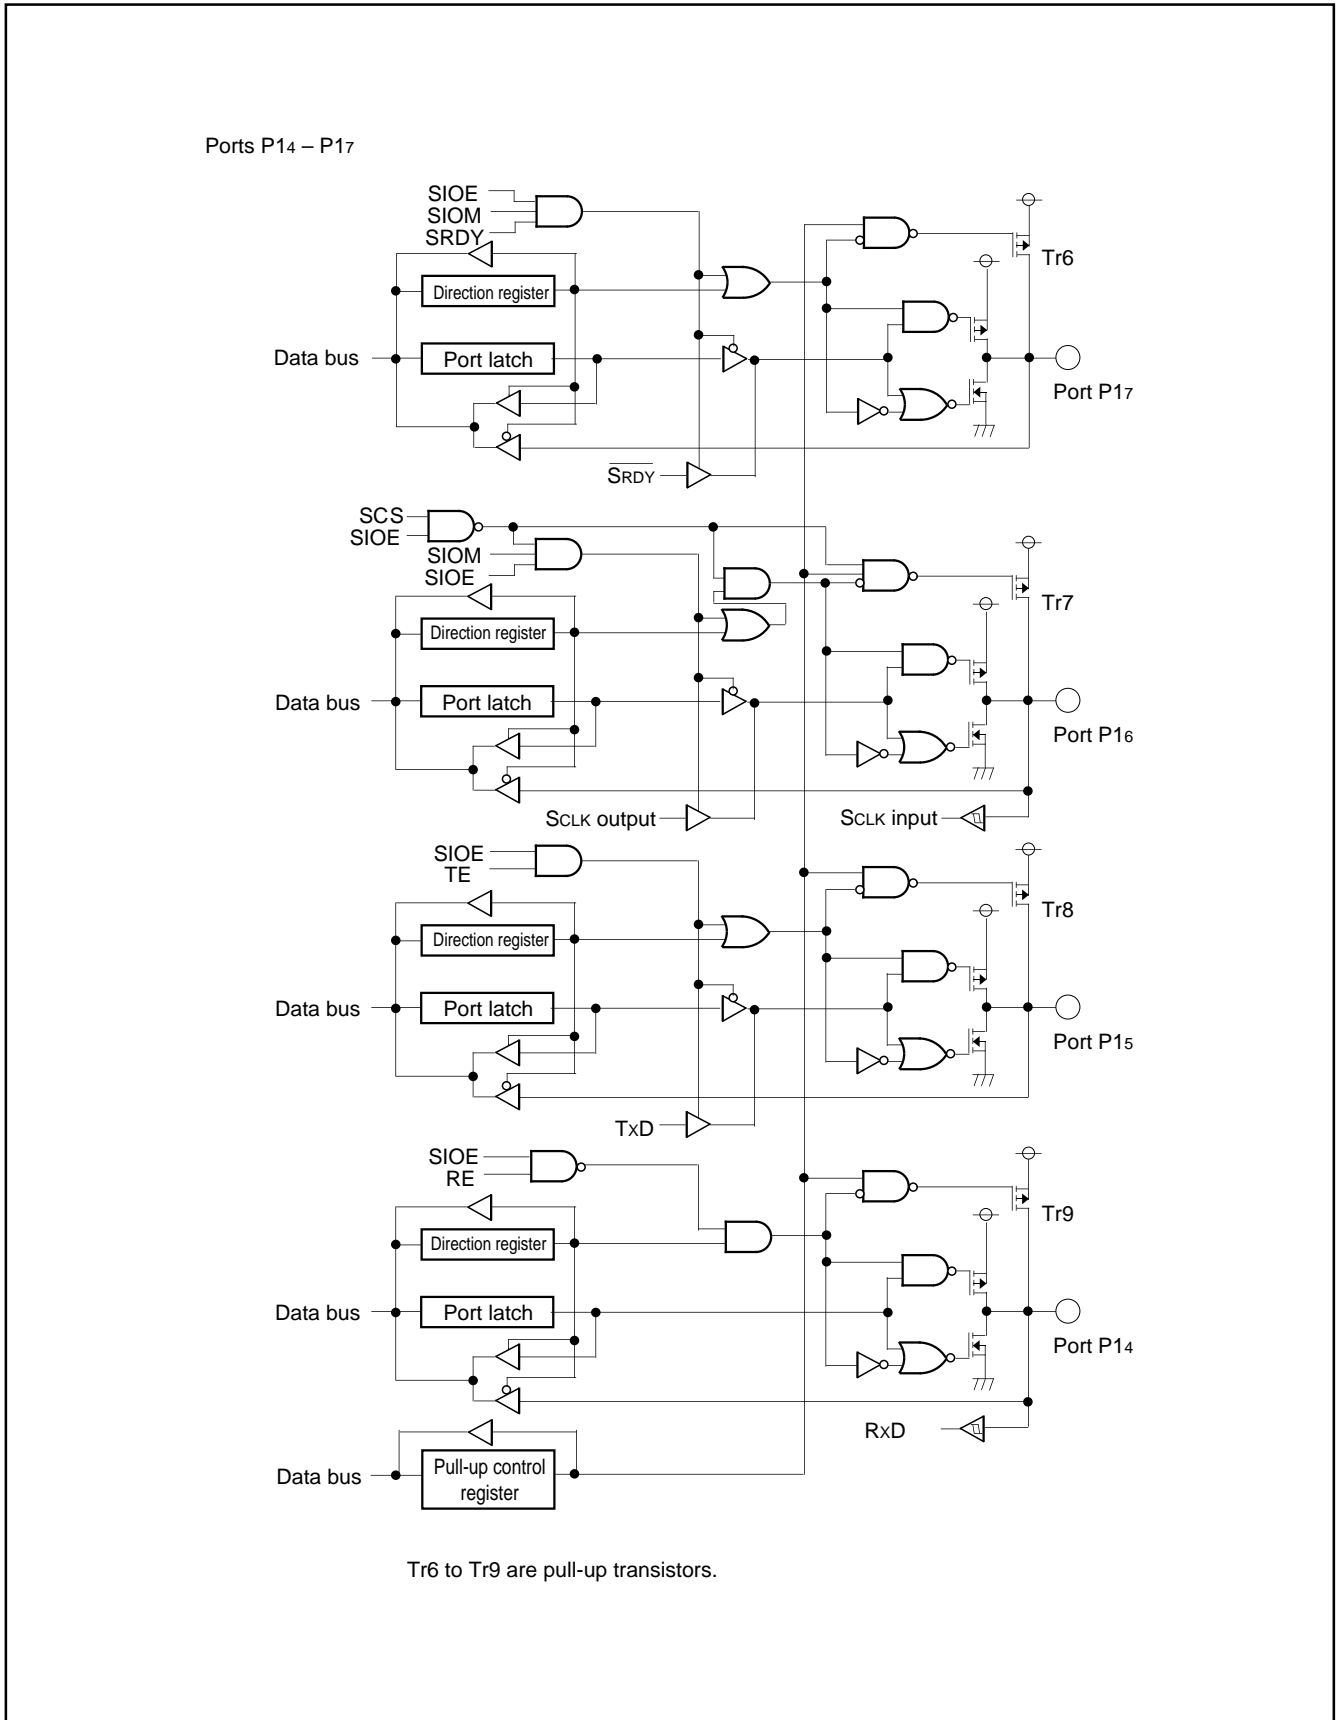 Ports P14 – P17
SIOE
SIOM
SRDY
Tr6
Direction register
Data bus
Port latch
Port P17
SRDY
SCS
SIOE
SIOM
SIOE
Tr7
Direction register
Data bus
Port latch
Port P16
SCLK output
SCLK input
SIOE
TE
Tr8
Direction register
Data bus
Port latch
Port P15
TxD
SIOE
RE
Tr9
Direction register
Data bus
Port latch
Port P14
RxD
Data bus
Pull-up control
register
Tr6 to Tr9 are pull-up transistors.